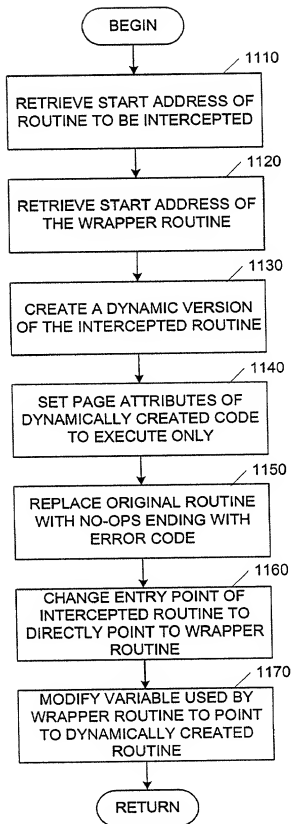 BEGIN
1110
RETRIEVE START ADDRESS OF
ROUTINE TO BE INTERCEPTED
1120
RETRIEVE START ADDRESS OF
THE WRAPPER ROUTINE
1130
CREATE A DYNAMIC VERSION
OF THE INTERCEPTED ROUTINE
1140
SET PAGE ATTRIBUTES OF
DYNAMICALLY CREATED CODE
TO EXECUTE ONLY
1150
REPLACE ORIGINAL ROUTINE
WITH NO-OPS ENDING WITH
ERROR CODE
1160
CHANGE ENTRY POINT OF
INTERCEPTED ROUTINE TO
DIRECTLY POINT TO WRAPPER
ROUTINE
1170
MODIFY VARIABLE USED BY
WRAPPER ROUTINE TO POINT
TO DYNAMICALLY CREATED
ROUTINE
RETURN